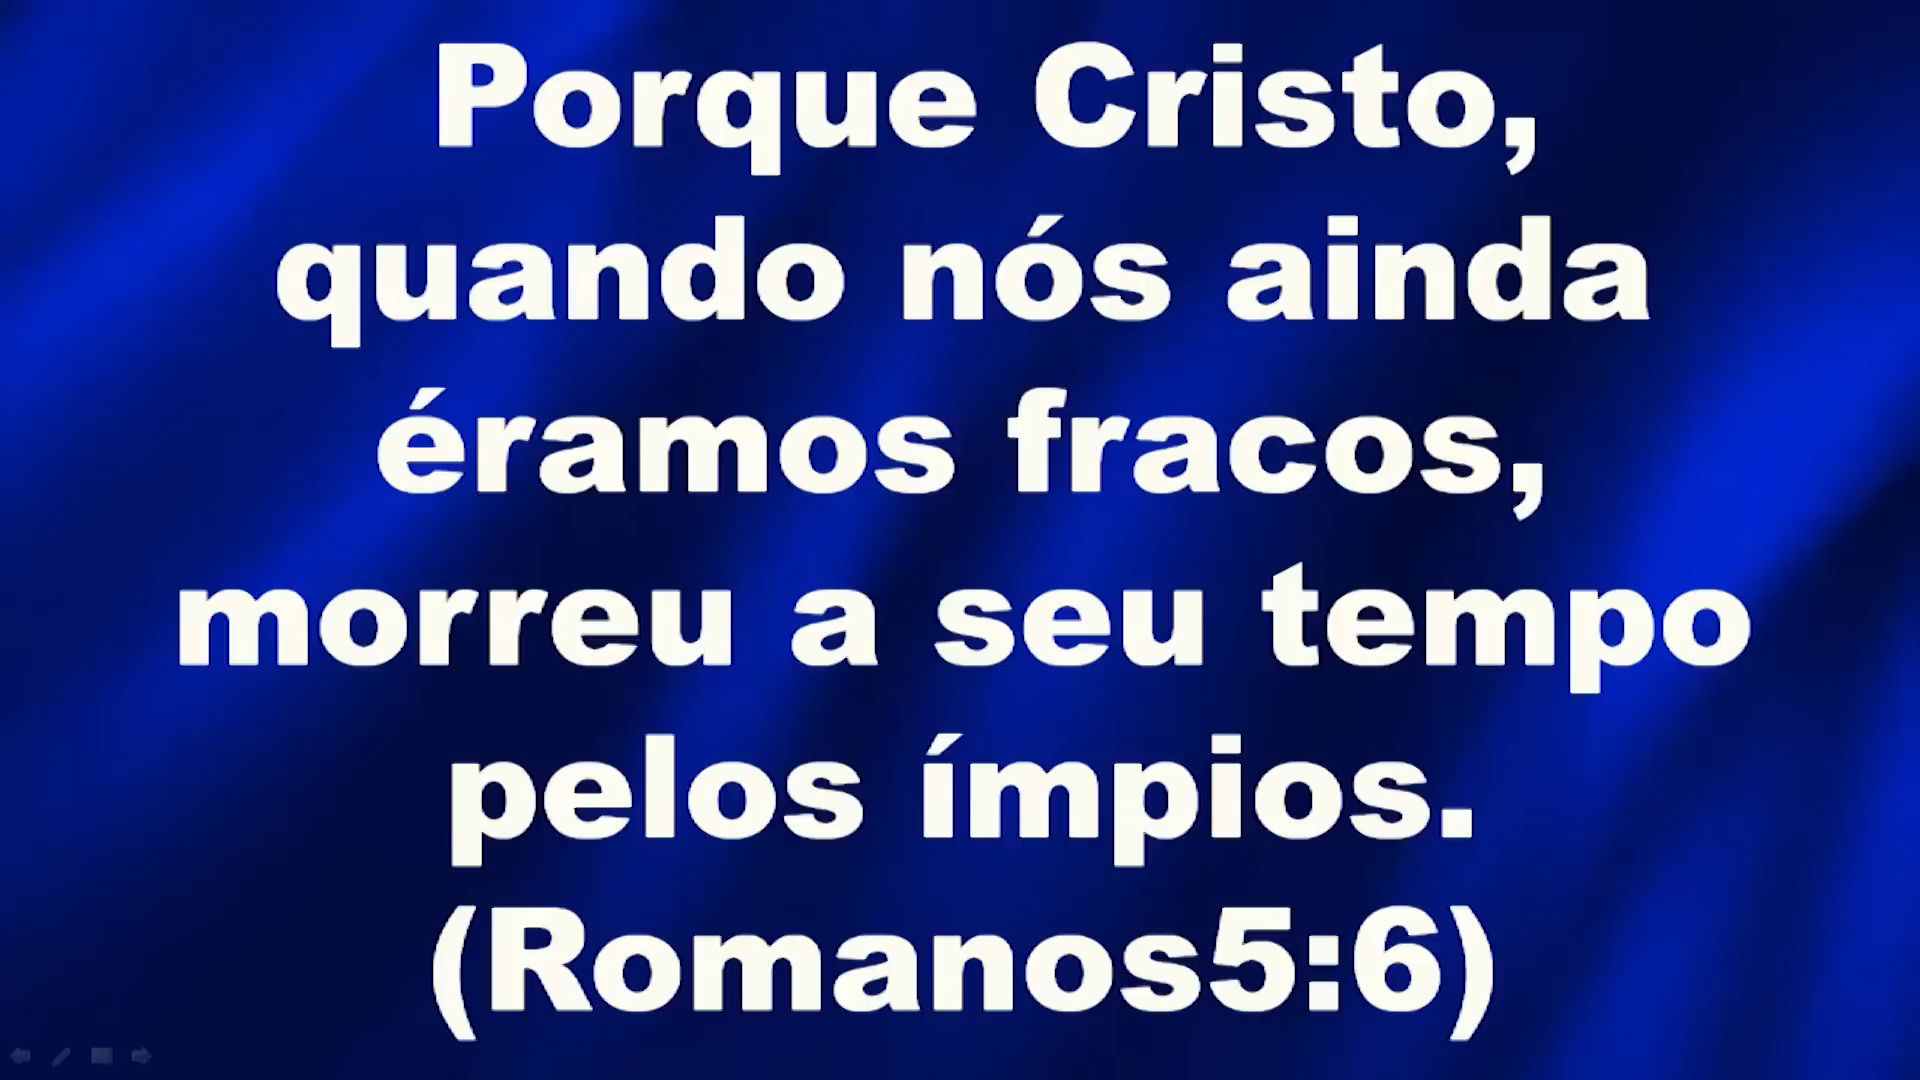 Porque Cristo,
quando nós ainda
éramos fracos,
morreu a seu tempo
pelos ímpios.
(Romanos5:6)